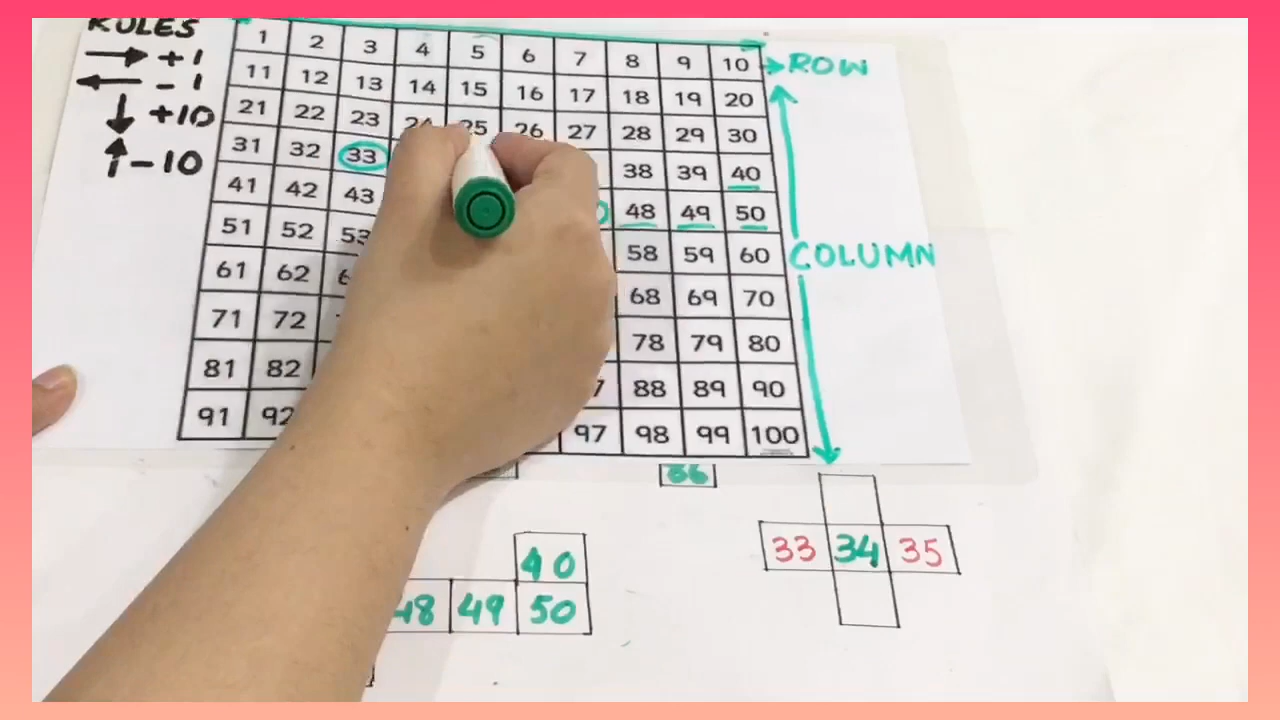 RULES
→ +1
← -1
↓ +10
↑ -10
1 2 3 4 5 6 7 8 9 10
11 12 13 14 15 16 17 18 19 20
21 22 23 24 25 26 27 28 29 30
31 32 33 38 39 40
41 42 43 48 49 50
51 52 53 58 59 60
61 62 68 69 70
71 72 78 79 80
81 82 88 89 90
91 92 97 98 99 100
ROW
COLUMN
33 34 35
40
48 49 50